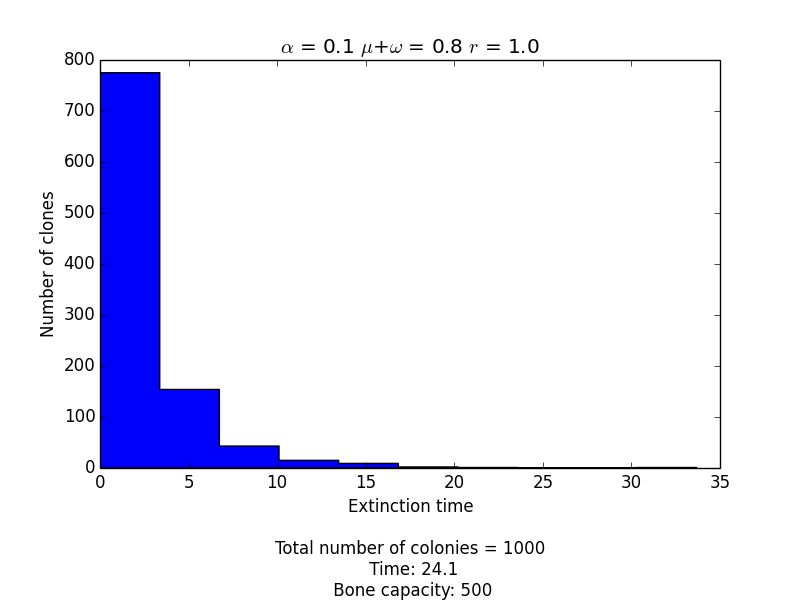 α = 0.1 μ+ω = 0.8 r = 1.0
800
700
600
500
400
300
200
100
0
Number of clones
0 5 10 15 20 25 30 35
Extinction time
Total number of colonies = 1000
Time: 24.1
Bone capacity: 500